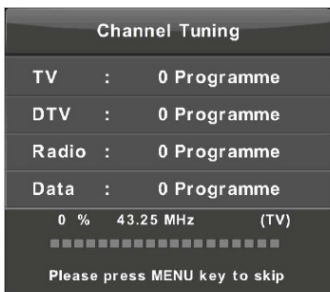 Channel Tuning
TV : 0 Programme
DTV : 0 Programme
Radio : 0 Programme
Data : 0 Programme
0 % 43.25 MHz (TV)
Please press MENU key to skip